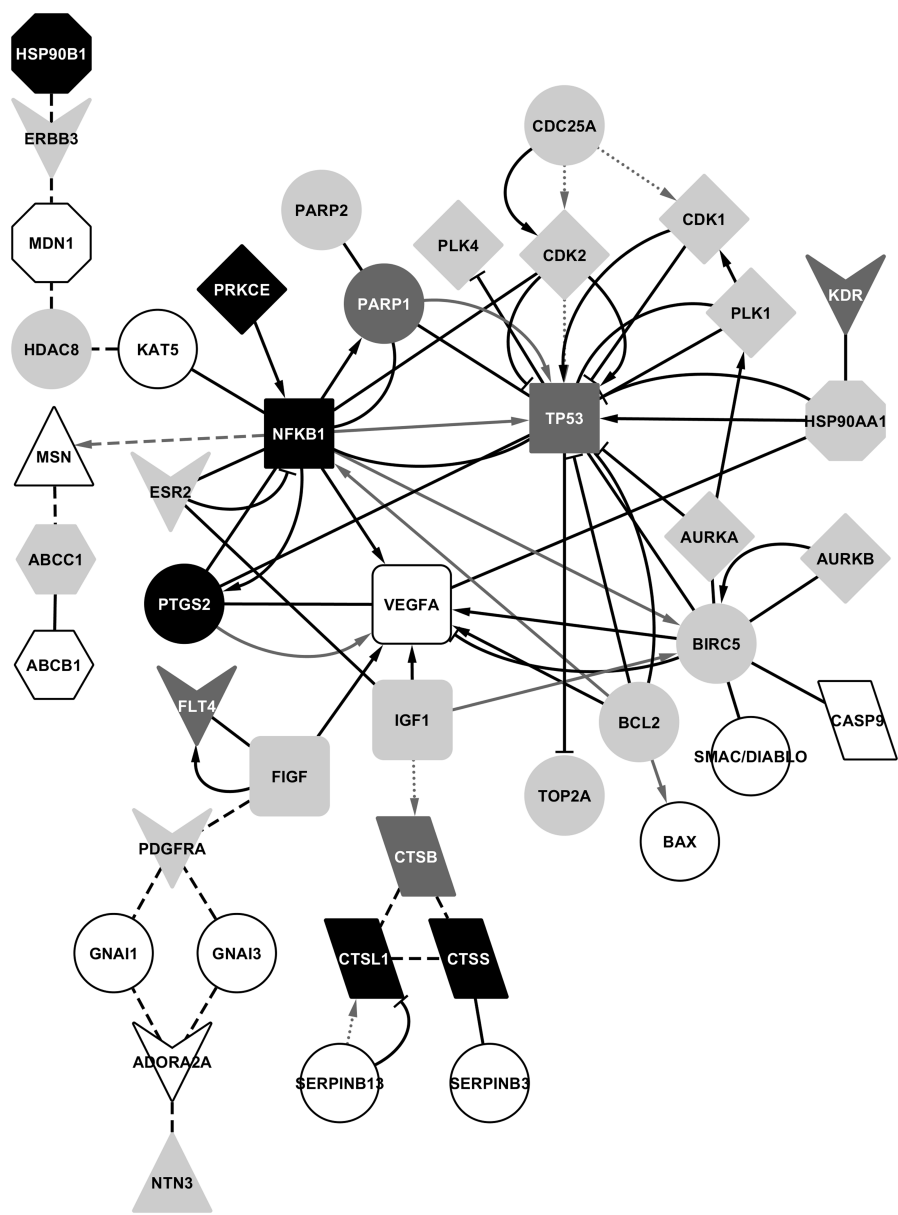 HSP90B1
ERBB3
CDC25A
PARP2
CDK1
MDN1
PLK4
CDK2
PRKCE
KDR
PARP1
PLK1
HDAC8
KAT5
TP53
HSP90AA1
NFKB1
MSN
ESR2
AURKA
ABCC1
AURKB
PTGS2
VEGFA
BIRC5
ABCB1
FLT4
IGF1
BCL2
CASP9
SMAC/DIABLO
FIGF
TOP2A
BAX
PDGFRA
CTSB
GNAI1
GNAI3
CTSL1
CTSS
ADORA2A
SERPINB13
SERPINB3
NTN3